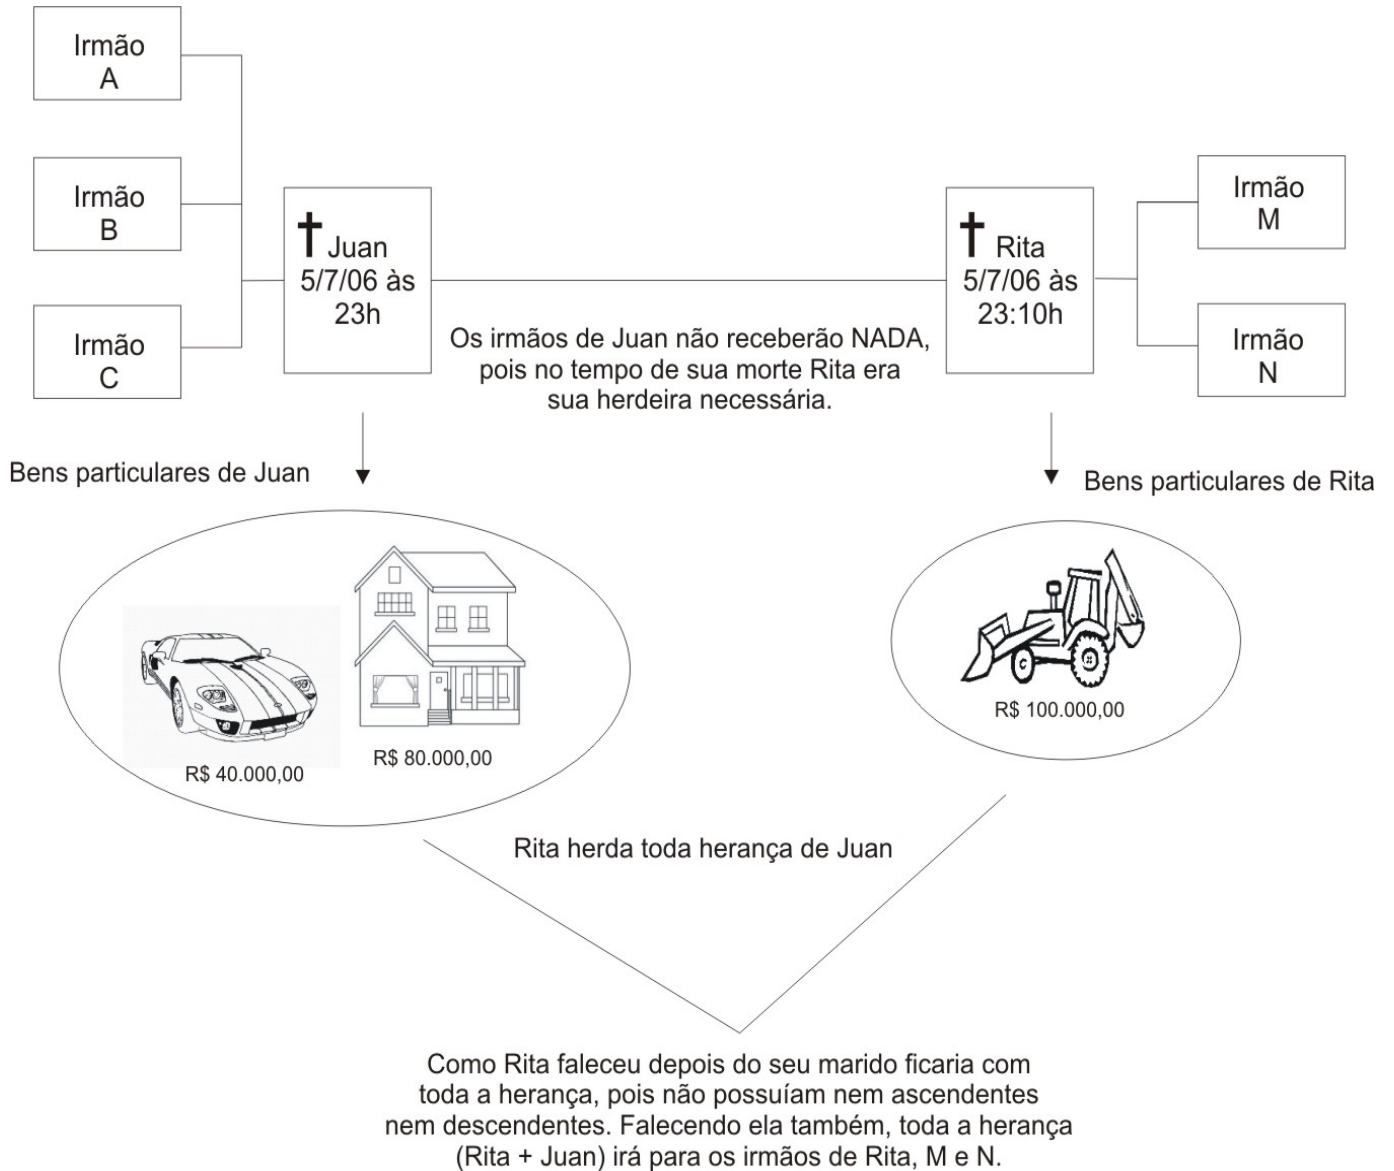 Irmão
A
Irmão
B
Irmão
C
Juan
5/7/06 às
23h
Rita
5/7/06 às
23:10h
Irmão
M
Irmão
N
Os irmãos de Juan não receberão NADA,
pois no tempo de sua morte Rita era
sua herdeira necessária.
Bens particulares de Juan
Bens particulares de Rita
R$ 40.000,00
R$ 80.000,00
R$ 100.000,00
Rita herda toda herança de Juan
Como Rita faleceu depois do seu marido ficaria com
toda a herança, pois não possuíam nem ascendentes
nem descendentes. Falecendo ela também, toda a herança
(Rita + Juan) irá para os irmãos de Rita, M e N.